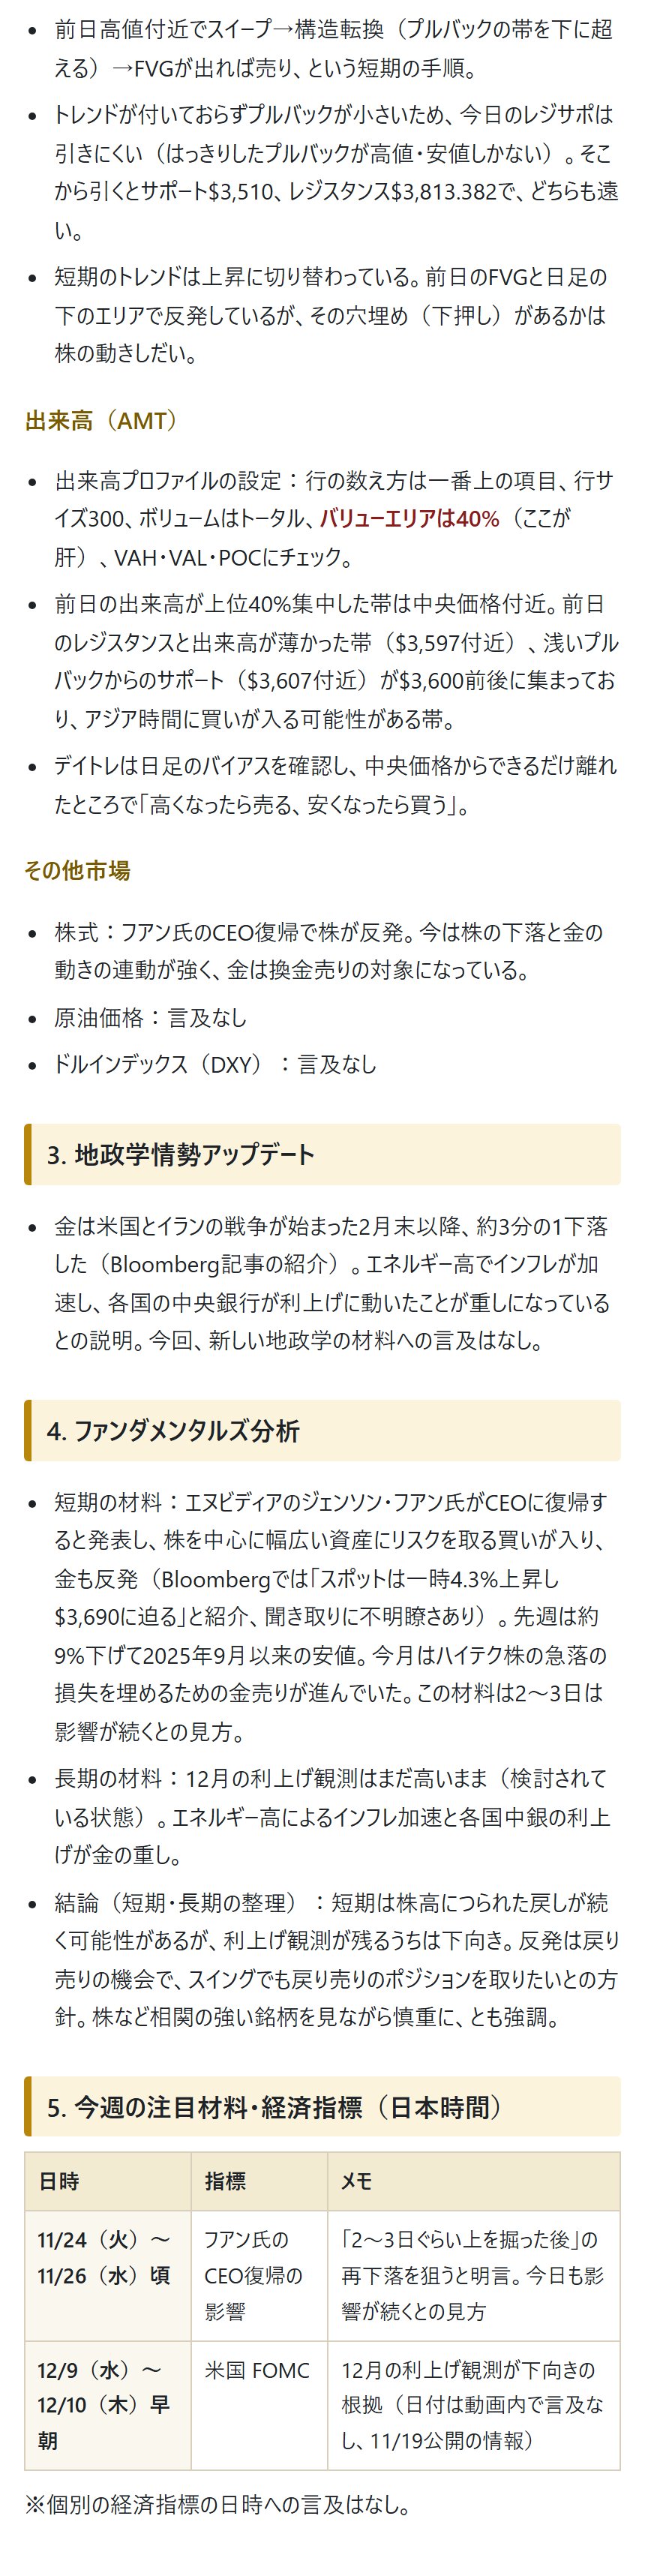 • 前日高値付近でスイープ→構造転換（プルバックの帯を下に超
える）→FVGが出れば売り、という短期の手順。
• トレンドが付いておらずプルバックが小さいため、今日のレジサポは
引きにくい（はっきりしたプルバックが高値・安値しかない）。そこ
から引くとサポート$3,510、レジスタンス$3,813.382で、どちらも遠
い。
• 短期のトレンドは上昇に切り替わっている。前日のFVGと日足の
下のエリアで反発しているが、その穴埋め（下押し）があるかは
株の動きしだい。
出来高（AMT）
• 出来高プロファイルの設定：行の数え方は一番上の項目、行サ
イズ300、ボリュームはトータル、バリューエリアは40%（ここが
肝）、VAH・VAL・POCにチェック。
• 前日の出来高が上位40%集中した帯は中央価格付近。前日
のレジスタンスと出来高が薄かった帯（$3,597付近）、浅いプル
バックからのサポート（$3,607付近）が$3,600前後に集まってお
り、アジア時間に買いが入る可能性がある帯。
• デイトレは日足のバイアスを確認し、中央価格からできるだけ離れ
たところで「高くなったら売る、安くなったら買う」。
その他市場
• 株式：フアン氏のCEO復帰で株が反発。今は株の下落と金の
動きの連動が強く、金は換金売りの対象になっている。
• 原油価格：言及なし
• ドルインデックス（DXY）：言及なし
3. 地政学情勢アップデート
• 金は米国とイランの戦争が始まった2月末以降、約3分の1下落
した（Bloomberg記事の紹介）。エネルギー高でインフレが加
速し、各国の中央銀行が利上げに動いたことが重しになっている
との説明。今回、新しい地政学の材料への言及はなし。
4. ファンダメンタルズ分析
• 短期の材料：エヌビディアのジェンソン・フアン氏がCEOに復帰す
ると発表し、株を中心に幅広い資産にリスクを取る買いが入り、
金も反発（Bloombergでは「スポットは一時4.3%上昇し
$3,690に迫る」と紹介、聞き取りに不明瞭さあり）。先週は約
9%下げて2025年9月以来の安値。今月はハイテク株の急落の
損失を埋めるための金売りが進んでいた。この材料は2～3日は
影響が続くとの見方。
• 長期の材料：12月の利上げ観測はまだ高いまま（検討されて
いる状態）。エネルギー高によるインフレ加速と各国中銀の利上
げが金の重し。
• 結論（短期・長期の整理）：短期は株高につられた戻しが続
く可能性があるが、利上げ観測が残るうちは下向き。反発は戻り
売りの機会で、スイングでも戻り売りのポジションを取りたいとの方
針。株など相関の強い銘柄を見ながら慎重に、とも強調。
5. 今週の注目材料・経済指標（日本時間）
日時 指標 メモ
11/24（火）～
11/26（水）頃
フアン氏の
CEO復帰の
影響
「2～3日ぐらい上を掘った後」の
再下落を狙うと明言。今日も影
響が続くとの見方
12/9（水）～
12/10（木）早
朝
米国 FOMC
12月の利上げ観測が下向きの
根拠（日付は動画内で言及な
し、11/19公開の情報）
※個別の経済指標の日時への言及はなし。